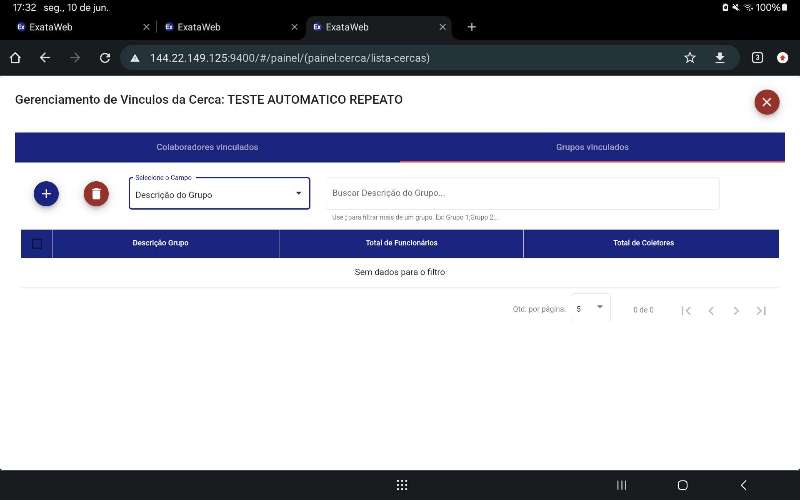 17:32 seg., 10 de jun. 100%
ExataWeb ExataWeb ExataWeb
144.22.149.125:9400/#/painel/(painel:cerca/lista-cercas) 3
Gerenciamento de Vinculos da Cerca: TESTE AUTOMATICO REPEATO
Colaboradores vinculados Grupos vinculados
Selecione o Campo
Descrição do Grupo Buscar Descrição do Grupo...
Use ; para filtrar mais de um grupo. Ex: Grupo 1;Grupo 2...
Descrição Grupo Total de Funcionários Total de Coletores
Sem dados para o filtro
Qtd. por página: 5 0 de 0